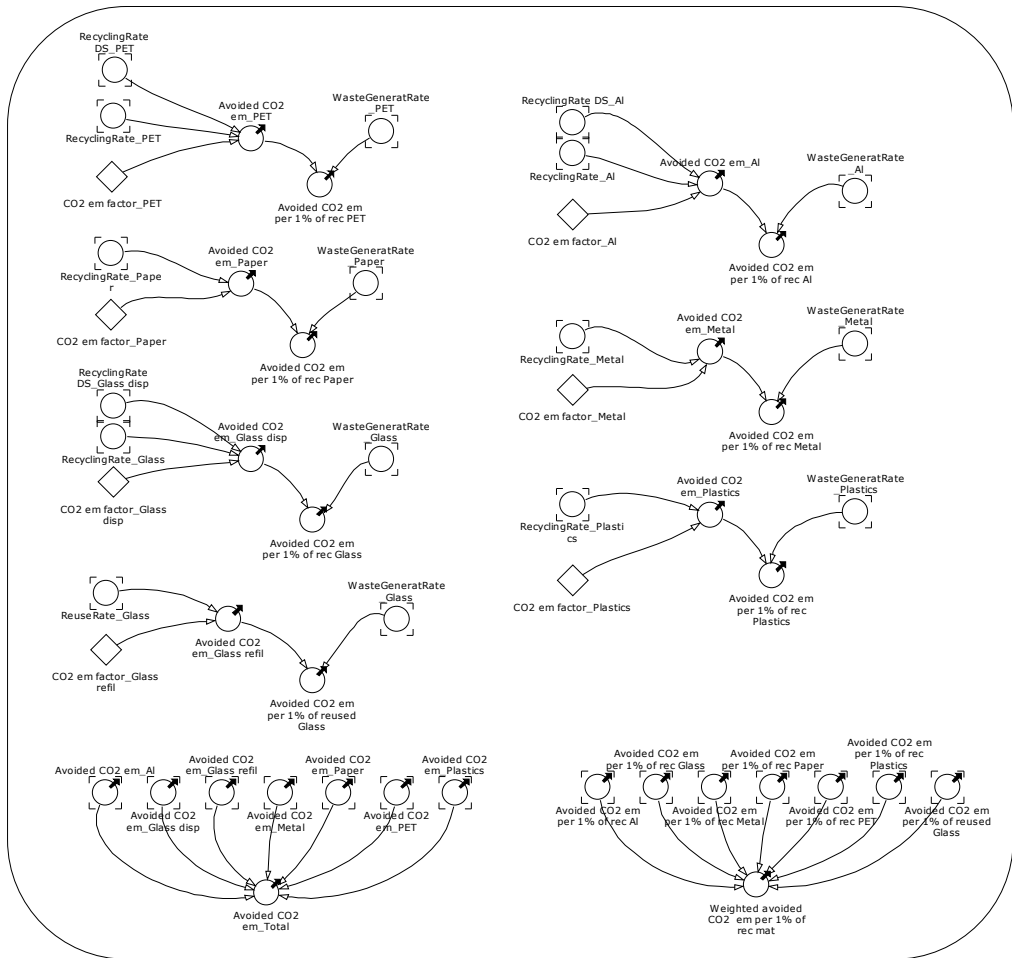 RecyclingRate
DS_PET
RecyclingRate_PET
CO2 em factor_PET
Avoided CO2
em_PET
WasteGeneratRate
_PET
Avoided CO2 em
per 1% of rec PET
RecyclingRate_Pape
r
CO2 em factor_Paper
Avoided CO2
em_Paper
WasteGeneratRate
_Paper
Avoided CO2 em
per 1% of rec Paper
RecyclingRate
DS_Glass disp
RecyclingRate_Glass
CO2 em factor_Glass
disp
Avoided CO2
em_Glass disp
WasteGeneratRate
_Glass
Avoided CO2 em
per 1% of rec Glass
ReuseRate_Glass
CO2 em factor_Glass
refil
Avoided CO2
em_Glass refil
WasteGeneratRate
_Glass
Avoided CO2 em
per 1% of reused
Glass
RecyclingRate DS_Al
RecyclingRate_Al
CO2 em factor_Al
Avoided CO2 em_Al
WasteGeneratRate
_Al
Avoided CO2 em
per 1% of rec Al
RecyclingRate_Metal
CO2 em factor_Metal
Avoided CO2
em_Metal
WasteGeneratRate
_Metal
Avoided CO2 em
per 1% of rec Metal
RecyclingRate_Plasti
cs
CO2 em factor_Plastics
Avoided CO2
em_Plastics
WasteGeneratRate
_Plastics
Avoided CO2 em
per 1% of rec
Plastics
Avoided CO2 em_Al
Avoided CO2
em_Glass disp
Avoided CO2
em_Glass refil
Avoided CO2
em_Metal
Avoided CO2
em_Paper
Avoided CO2
em_PET
Avoided CO2
em_Plastics
Avoided CO2
em_Total
Avoided CO2 em
per 1% of rec Al
Avoided CO2 em
per 1% of rec Glass
Avoided CO2 em
per 1% of rec Metal
Avoided CO2 em
per 1% of rec Paper
Avoided CO2 em
per 1% of rec PET
Avoided CO2 em
per 1% of rec
Plastics
Avoided CO2 em
per 1% of reused
Glass
Weighted avoided
CO2 em per 1% of
rec mat